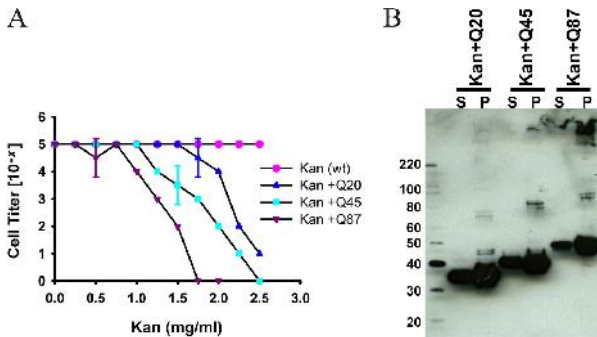 A
Cell Titer [10-x]
6
5
4
3
2
1
0
0.0 0.5 1.0 1.5 2.0 2.5 3.0
Kan (mg/ml)
Kan (wt)
Kan +Q20
Kan +Q45
Kan +Q87
B
Kan+Q20 Kan+Q45 Kan+Q87
S P S P S P
220
100
80
60
50
40
30
20